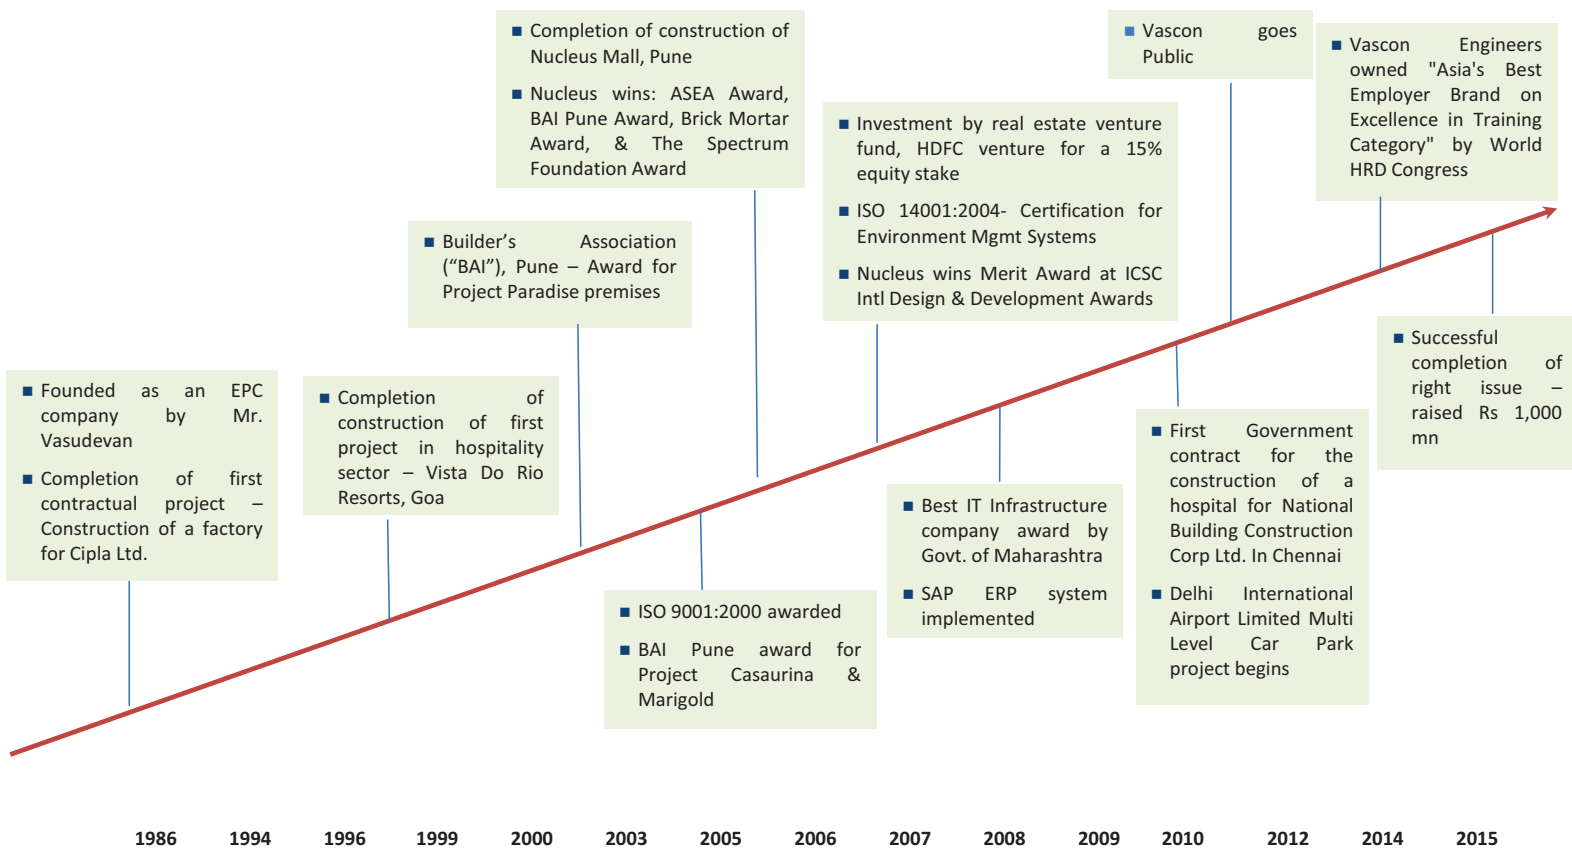 Founded as an EPC
company by Mr.
Vasudevan
Completion of first
contractual project –
Construction of a factory
for Cipla Ltd.
Completion of
construction of first
project in hospitality
sector – Vista Do Rio
Resorts, Goa
Builder’s Association
(“BAI”), Pune – Award for
Project Paradise premises
Completion of construction of
Nucleus Mall, Pune
Nucleus wins: ASEA Award,
BAI Pune Award, Brick Mortar
Award, & The Spectrum
Foundation Award
ISO 9001:2000 awarded
BAI Pune award for
Project Casaurina &
Marigold
Investment by real estate venture
fund, HDFC venture for a 15%
equity stake
ISO 14001:2004- Certification for
Environment Mgmt Systems
Nucleus wins Merit Award at ICSC
Intl Design & Development Awards
Best IT Infrastructure
company award by
Govt. of Maharashtra
SAP ERP system
implemented
Vascon goes
Public
First Government
contract for the
construction of a
hospital for National
Building Construction
Corp Ltd. In Chennai
Delhi International
Airport Limited Multi
Level Car Park
project begins
Vascon Engineers
owned "Asia's Best
Employer Brand on
Excellence in Training
Category" by World
HRD Congress
Successful
completion of
right issue –
raised Rs 1,000
mn
1986 1994 1996 1999 2000 2003 2005 2006 2007 2008 2009 2010 2012 2014 2015